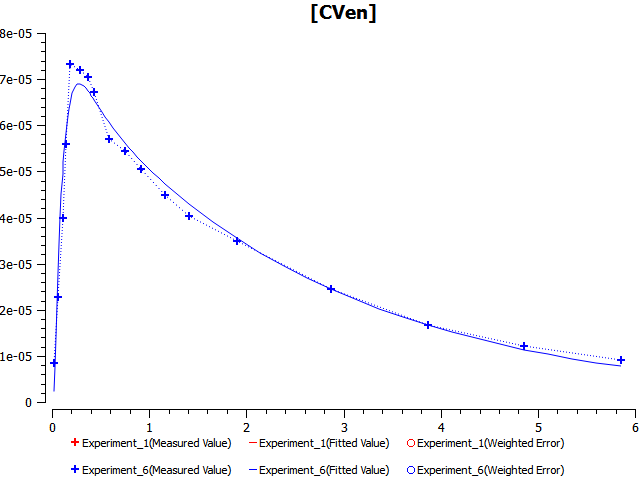 [CVen]
8e-05
7e-05
6e-05
5e-05
4e-05
3e-05
2e-05
1e-05
0
0 1 2 3 4 5 6
Experiment_1(Measured Value) Experiment_1(Fitted Value) Experiment_1(Weighted Error)
Experiment_6(Measured Value) Experiment_6(Fitted Value) Experiment_6(Weighted Error)